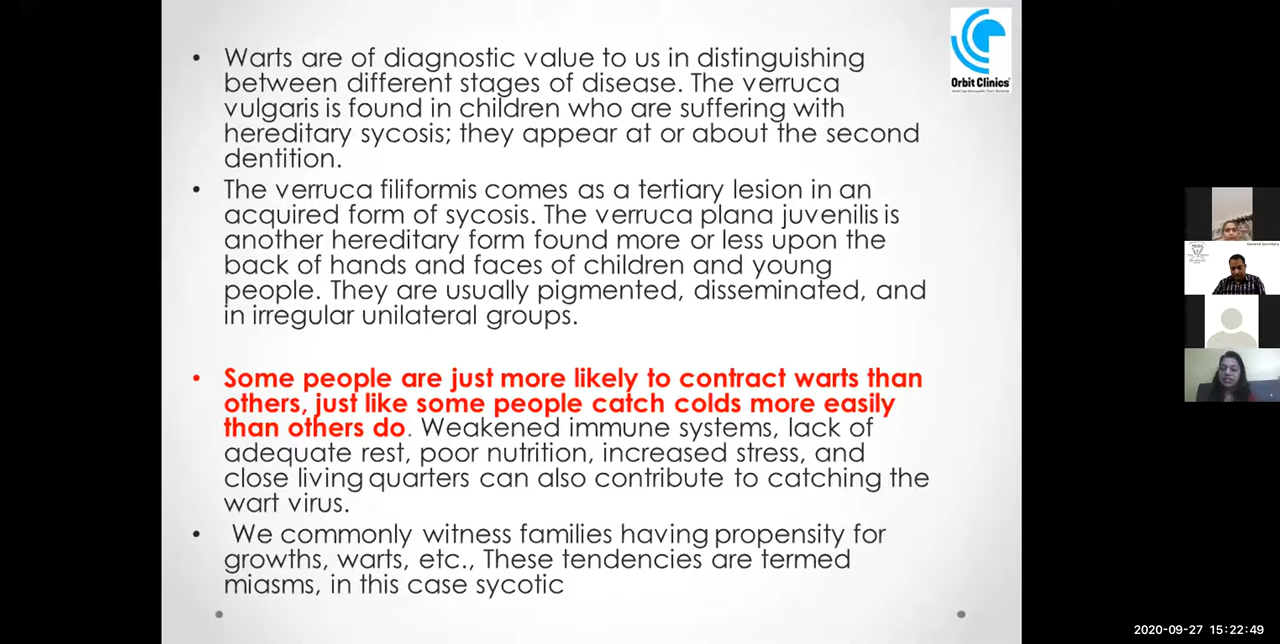 • Warts are of diagnostic value to us in distinguishing
between different stages of disease. The verruca
vulgaris is found in children who are suffering with
hereditary sycosis; they appear at or about the second
dentition.
• The verruca filiformis comes as a tertiary lesion in an
acquired form of sycosis. The verruca plana juvenilis is
another hereditary form found more or less upon the
back of hands and faces of children and young
people. They are usually pigmented, disseminated, and
in irregular unilateral groups.
• Some people are just more likely to contract warts than
others, just like some people catch colds more easily
than others do. Weakened immune systems, lack of
adequate rest, poor nutrition, increased stress, and
close living quarters can also contribute to catching the
wart virus.
• We commonly witness families having propensity for
growths, warts, etc., These tendencies are termed
miasms, in this case sycotic
Orbit Clinics
General Secretary
2020-09-27 15:22:49